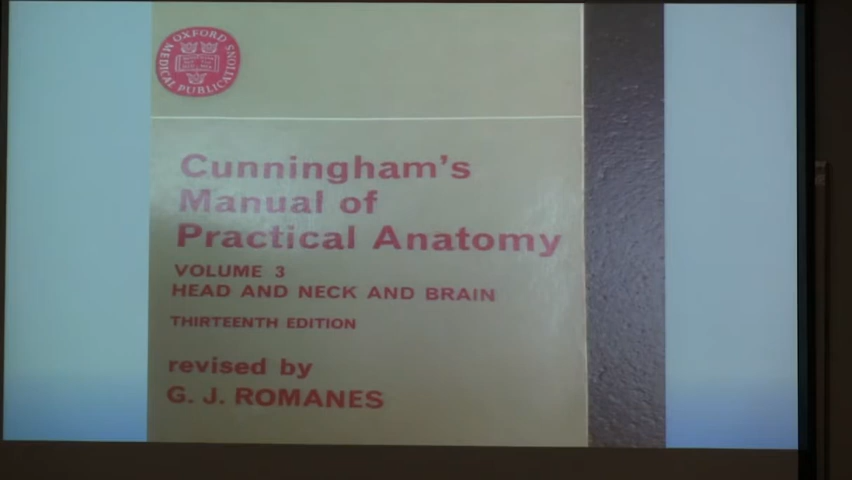 OXFORD
MEDICAL PUBLICATIONS
Cunningham's
Manual of
Practical Anatomy
VOLUME 3
HEAD AND NECK AND BRAIN
THIRTEENTH EDITION
revised by
G. J. ROMANES